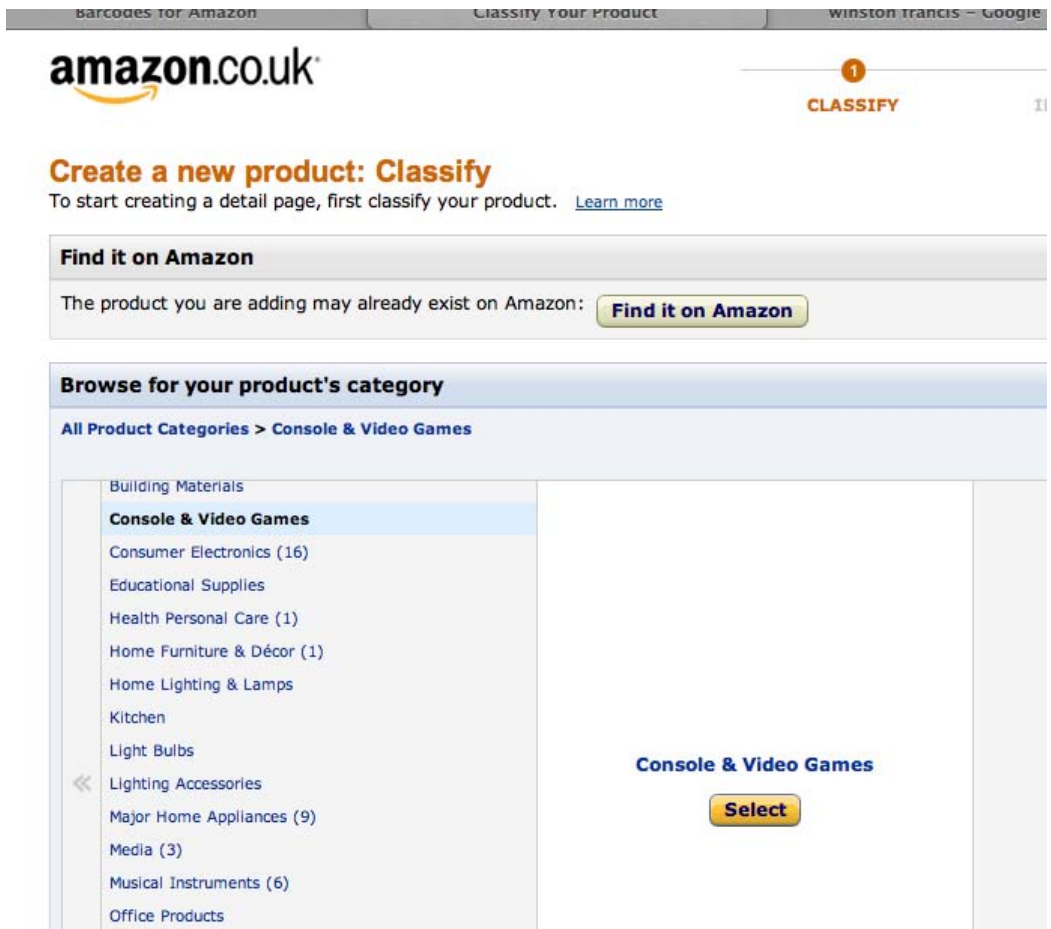 Barcodes for Amazon Classify Your Product winston francis – Google
amazon.co.uk
1
CLASSIFY
Create a new product: Classify
To start creating a detail page, first classify your product. Learn more
Find it on Amazon
The product you are adding may already exist on Amazon: Find it on Amazon
Browse for your product's category
All Product Categories > Console & Video Games
Building Materials
Console & Video Games
Consumer Electronics (16)
Educational Supplies
Health Personal Care (1)
Home Furniture & Décor (1)
Home Lighting & Lamps
Kitchen
Light Bulbs
Console & Video Games
« Lighting Accessories
Select
Major Home Appliances (9)
Media (3)
Musical Instruments (6)
Office Products